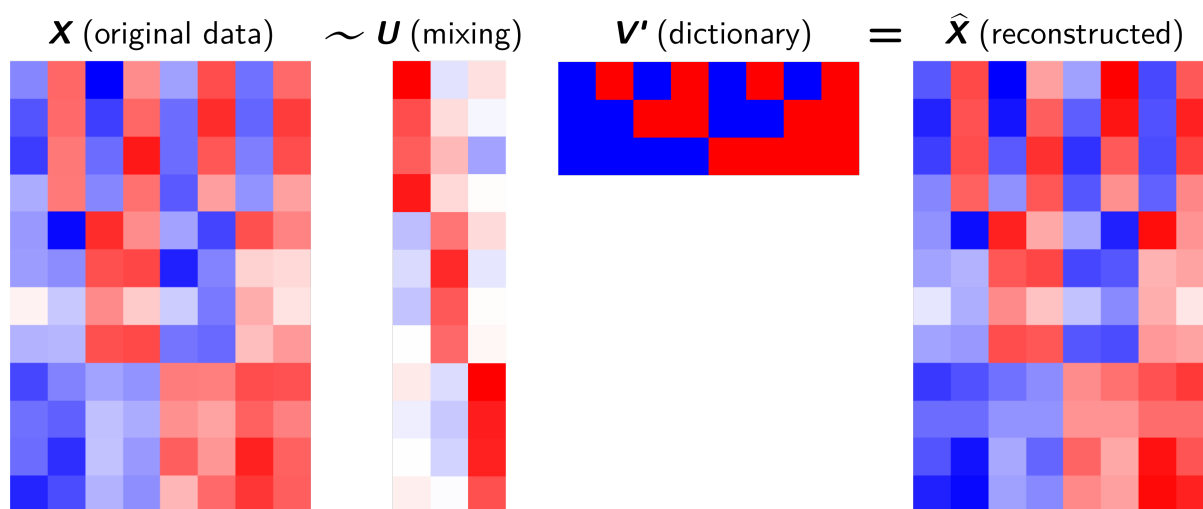 X (original data) ~ U (mixing) V' (dictionary) = X̂ (reconstructed)